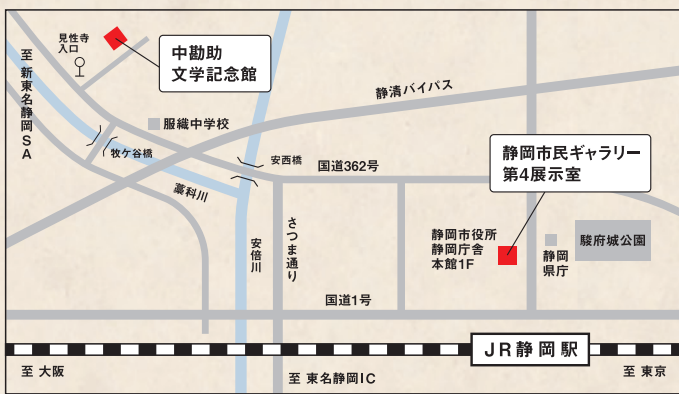 見性寺
入口
中勘助
文学記念館
至 新東名静岡SA
服織中学校
牧ケ谷橋
藁科川
静清バイパス
安西橋
国道362号
静岡市民ギャラリー
第4展示室
安倍川
さつま通り
静岡市役所
静岡庁舎
本館1F
静岡
県庁
駿府城公園
国道1号
JR静岡駅
至 大阪
至 東名静岡IC
至 東京